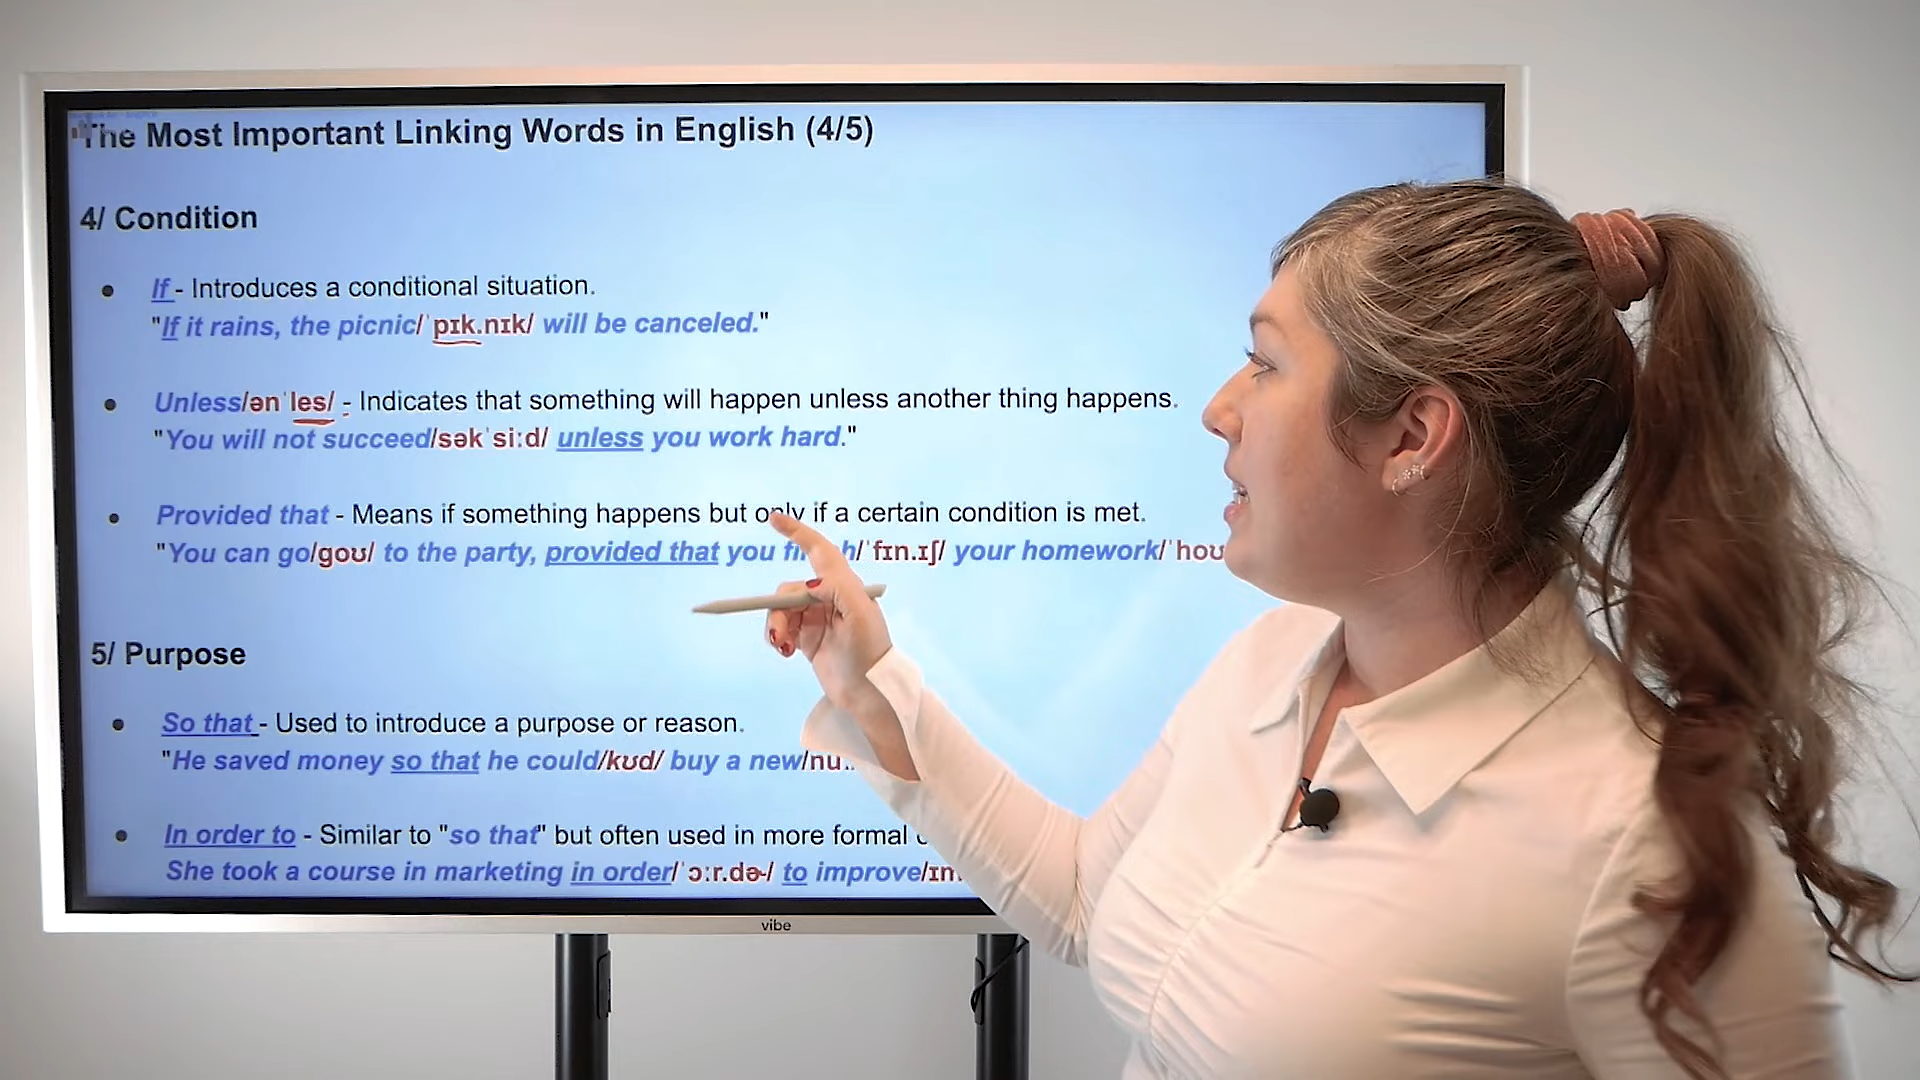 The Most Important Linking Words in English (4/5)
4/ Condition
• If - Introduces a conditional situation.
"If it rains, the picnic/ˈpɪk.nɪk/ will be canceled."
• Unless/ənˈles/ - Indicates that something will happen unless another thing happens.
"You will not succeed/səkˈsiːd/ unless you work hard."
• Provided that - Means if something happens but only if a certain condition is met.
"You can go/ɡoʊ/ to the party, provided that you /ˈfɪn.ɪʃ/ your homework/
5/ Purpose
• So that - Used to introduce a purpose or reason.
"He saved money so that he could/kʊd/ buy a new
• In order to - Similar to "so that" but often used in more formal
She took a course in marketing in order/ˈɔːr.dɚ/ to improve
vibe